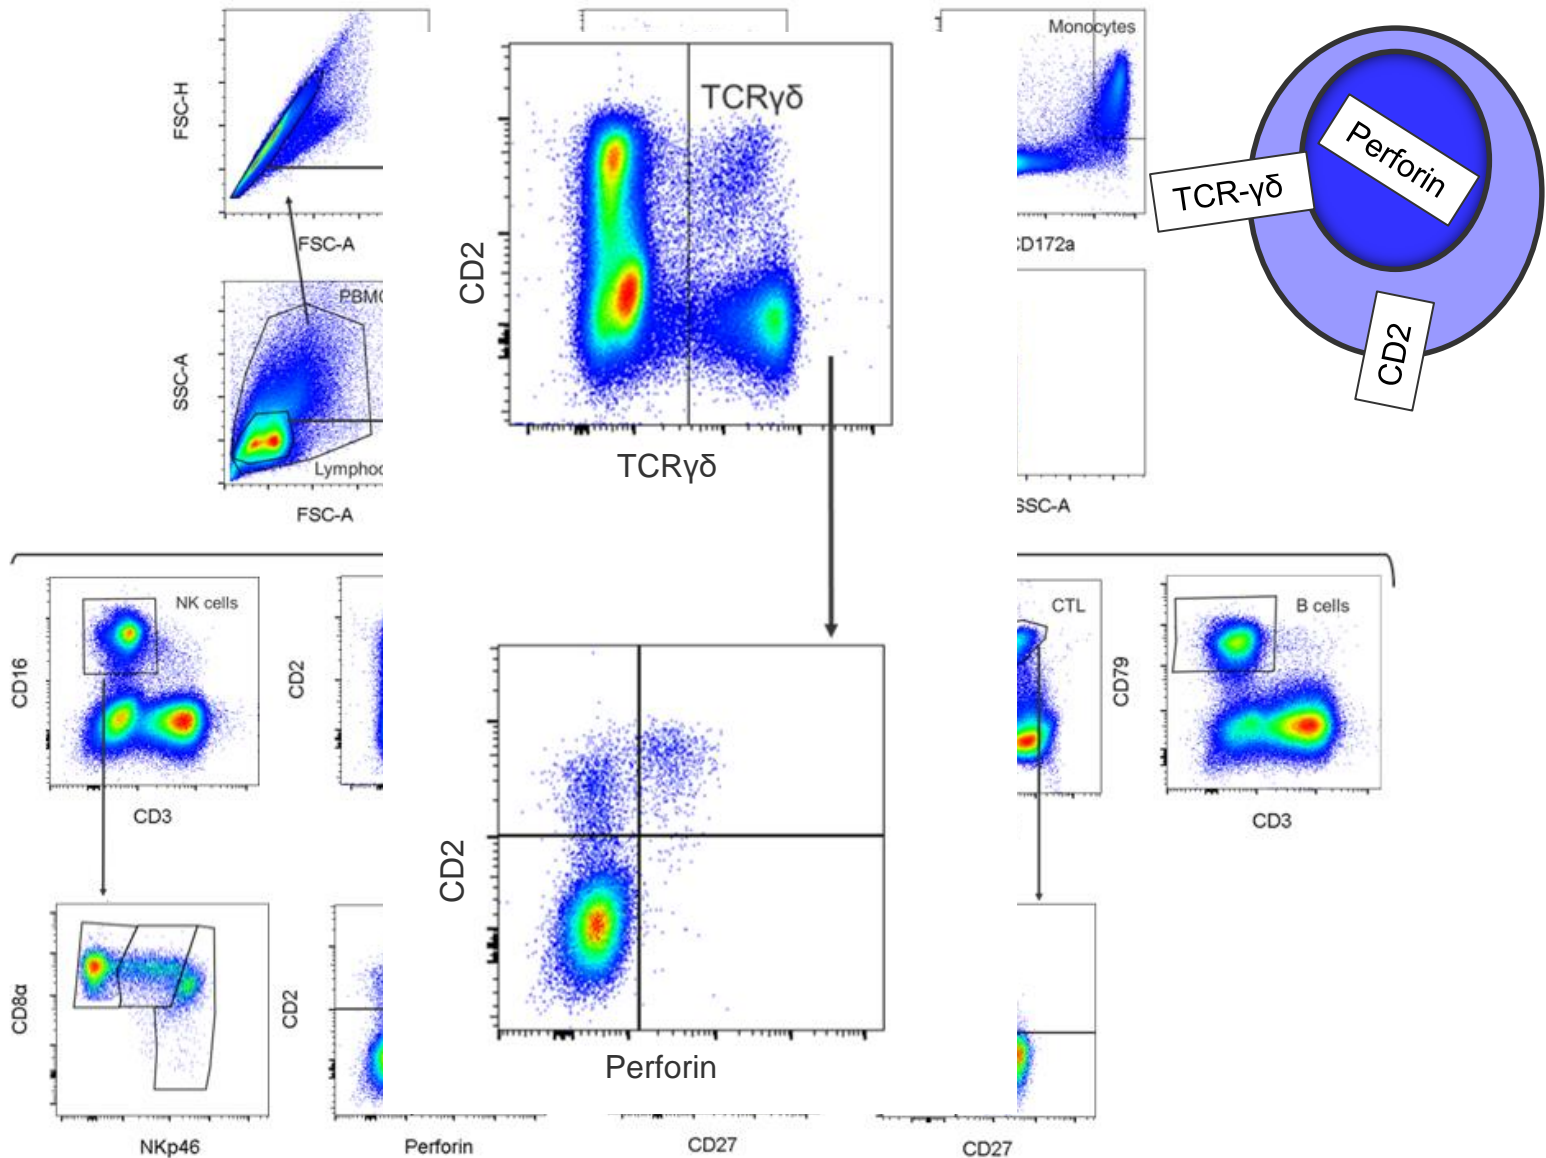 FSC-H
FSC-A
SSC-A
PBMC
Lymphoc
FSC-A
TCRγδ
CD2
TCRγδ
Monocytes
D172a
SSC-A
TCR-γδ
Perforin
CD2
CD16
NK cells
CD3
CD2
CTL
CD79
B cells
CD3
CD2
Perforin
CD8α
NKp46
CD2
Perforin
CD27
CD27